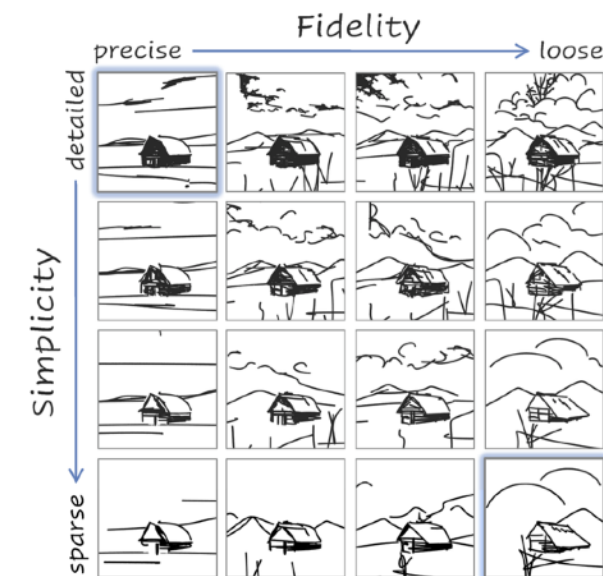 Fidelity
precise
loose
detailed
Simplicity
sparse